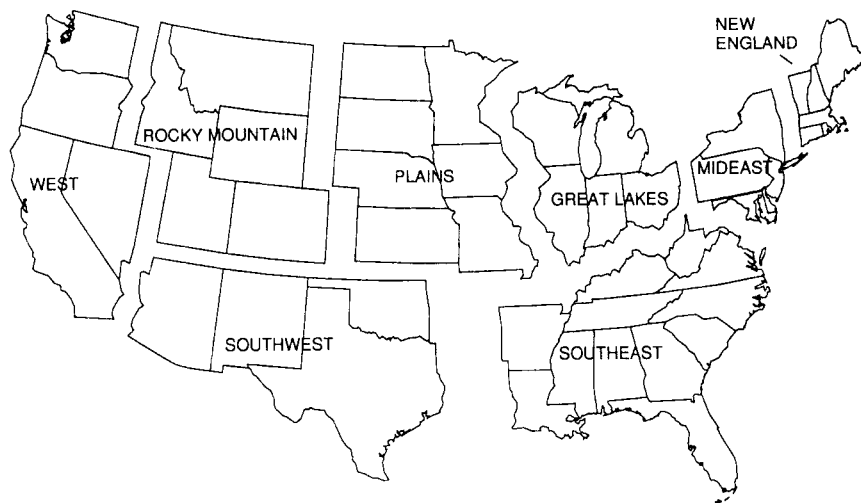 NEW
ENGLAND
ROCKY MOUNTAIN
WEST
PLAINS
MIDEAST
GREAT LAKES
SOUTHWEST
SOUTHEAST